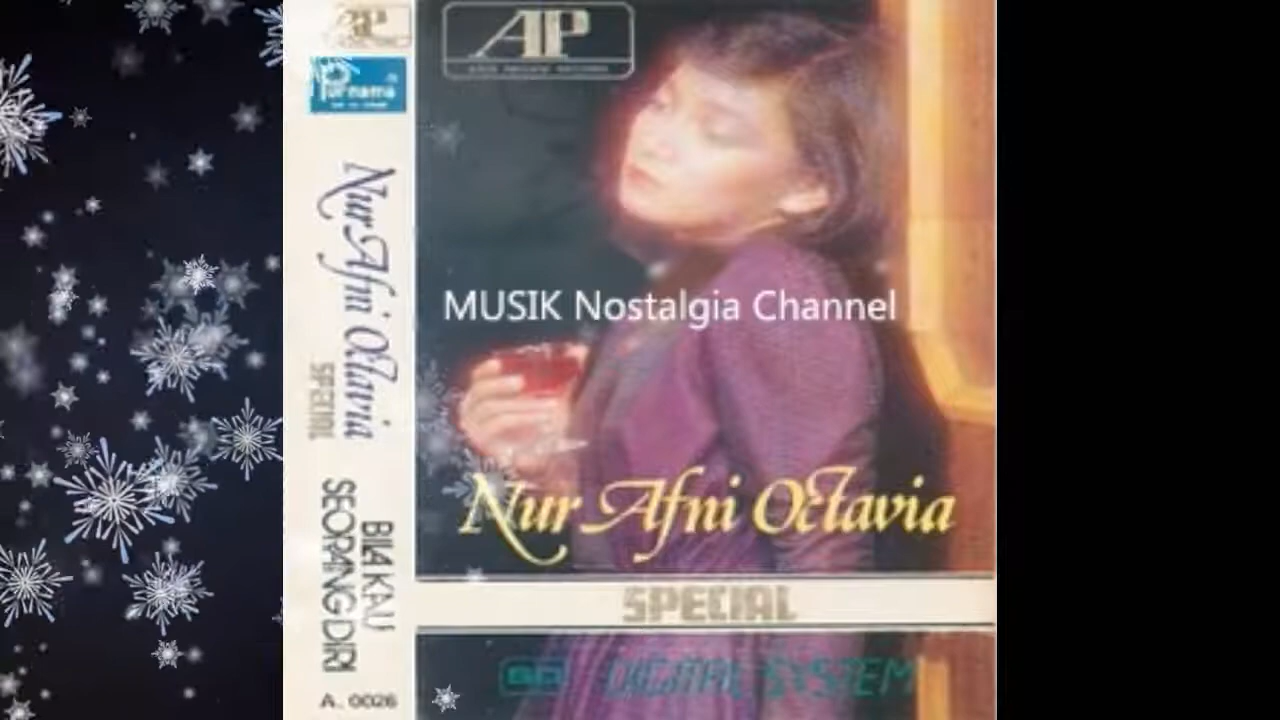 AP
Purnama
Nur Afni Octavia
SPECIAL
BILA KAU
SEORANG DIRI
A. 0026
AP
MUSIK Nostalgia Channel
Nur Afni Octavia
SPECIAL
DIGITAL SYSTEM